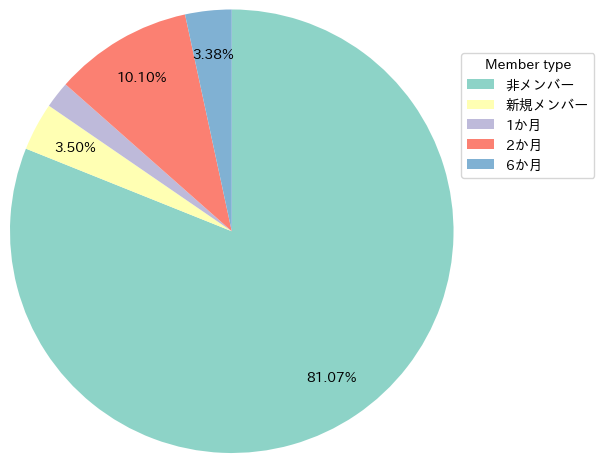 Member type
非メンバー
新規メンバー
1か月
2か月
6か月
3.38%
10.10%
3.50%
81.07%